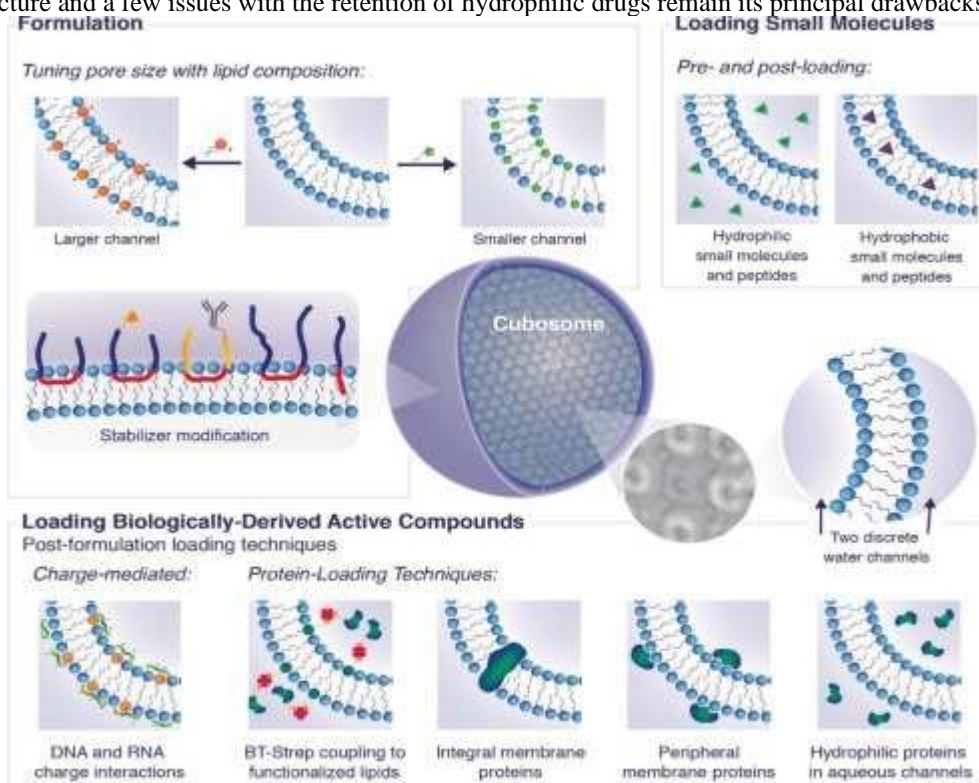 cture and a few issues with the retention of hydrophilic drugs remain its principal drawbacks
Formulation
Tuning pore size with lipid composition:
Larger channel
Smaller channel
Loading Small Molecules
Pre- and post-loading:
Hydrophilic
small molecules
and peptides
Hydrophobic
small molecules
and peptides
Stabilizer modification
Cubosome
Two discrete
water channels
Loading Biologically-Derived Active Compounds
Post-formulation loading techniques
Charge-mediated:
Protein-Loading Techniques:
DNA and RNA
charge interactions
BT-Strep coupling to
functionalized lipids
Integral membrane
proteins
Peripheral
membrane proteins
Hydrophilic proteins
in aqueous channels